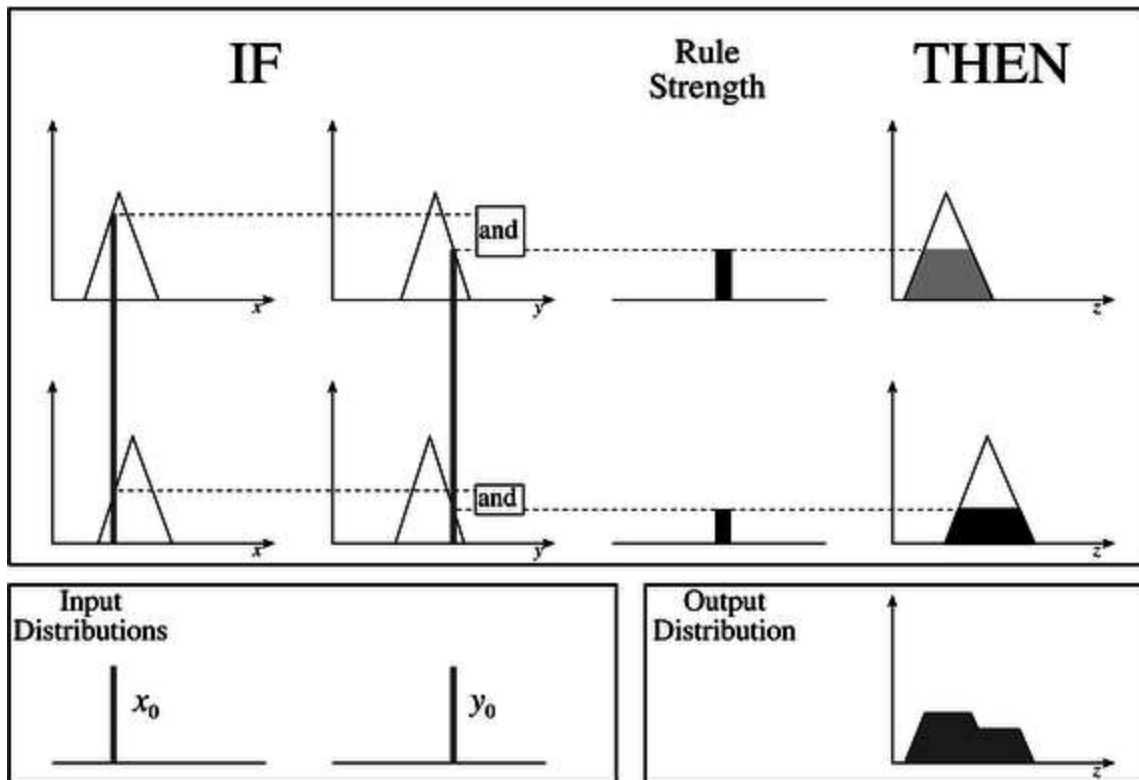 IF
Rule
Strength
THEN
and
x
y
z
and
x
y
z
Input
Distributions
x₀
y₀
Output
Distribution
z